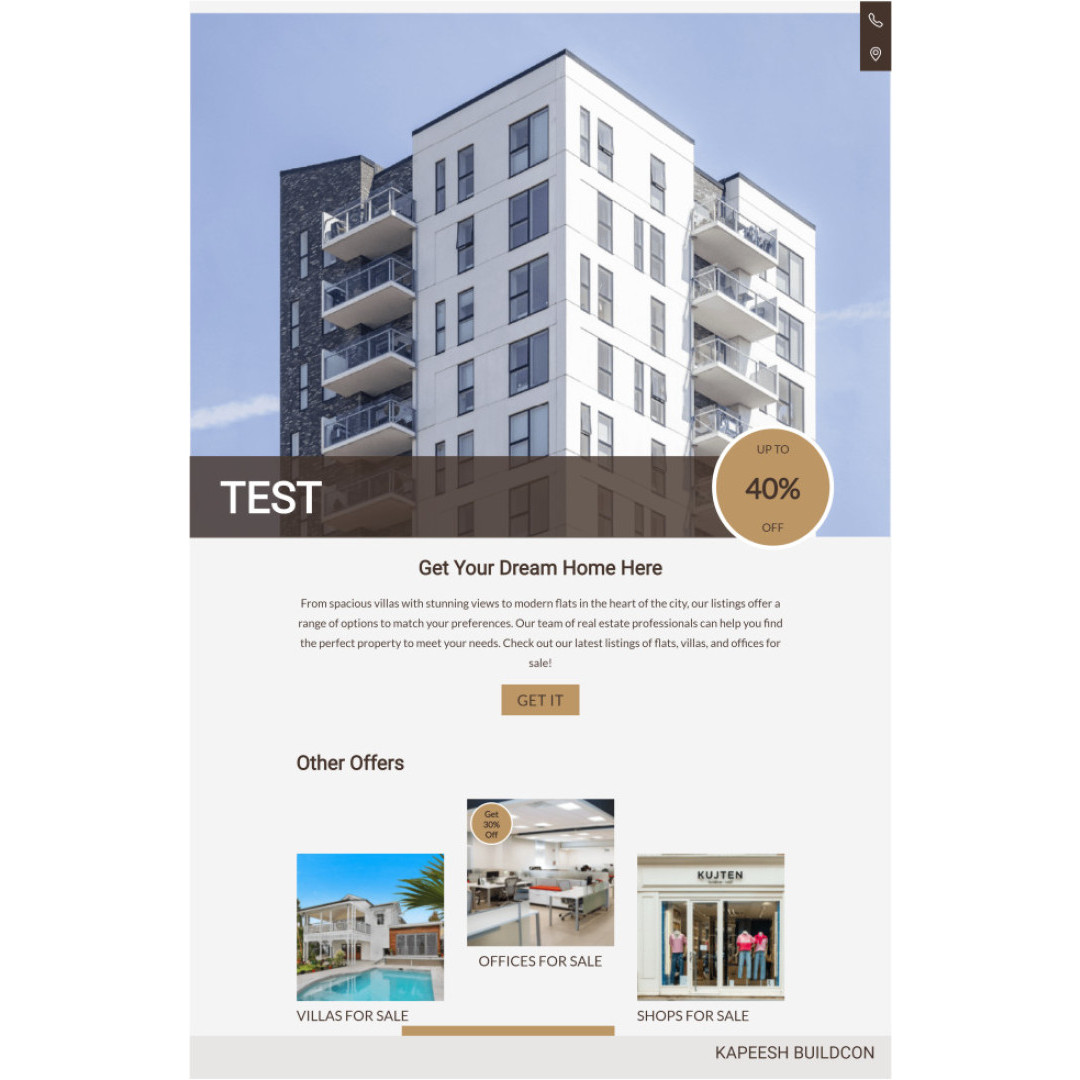 UP TO
40%
OFF
TEST
Get Your Dream Home Here
From spacious villas with stunning views to modern flats in the heart of the city, our listings offer a
range of options to match your preferences. Our team of real estate professionals can help you find
the perfect property to meet your needs. Check out our latest listings of flats, villas, and offices for
sale!
GET IT
Other Offers
Get
30%
Off
KUJTEN
OFFICES FOR SALE
VILLAS FOR SALE
SHOPS FOR SALE
KAPEESH BUILDCON